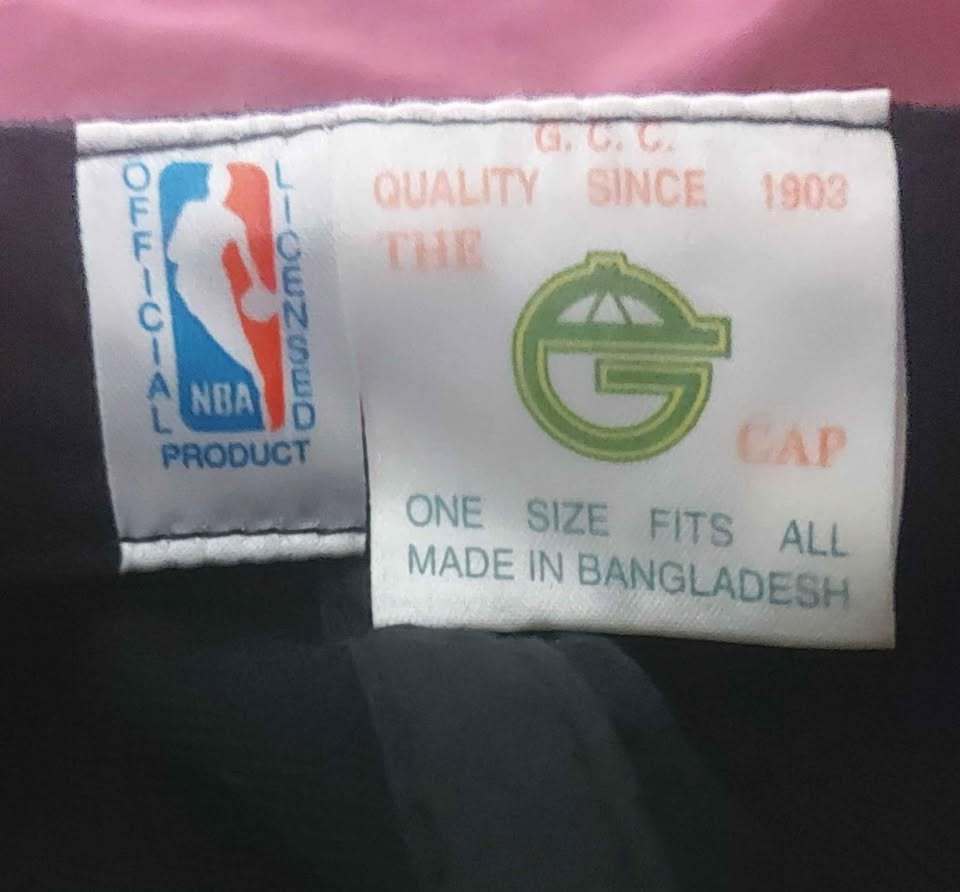 OFFICIAL
LICENSED
NBA
PRODUCT
G. C. C.
QUALITY SINCE 1903
THE
G
CAP
ONE SIZE FITS ALL
MADE IN BANGLADESH